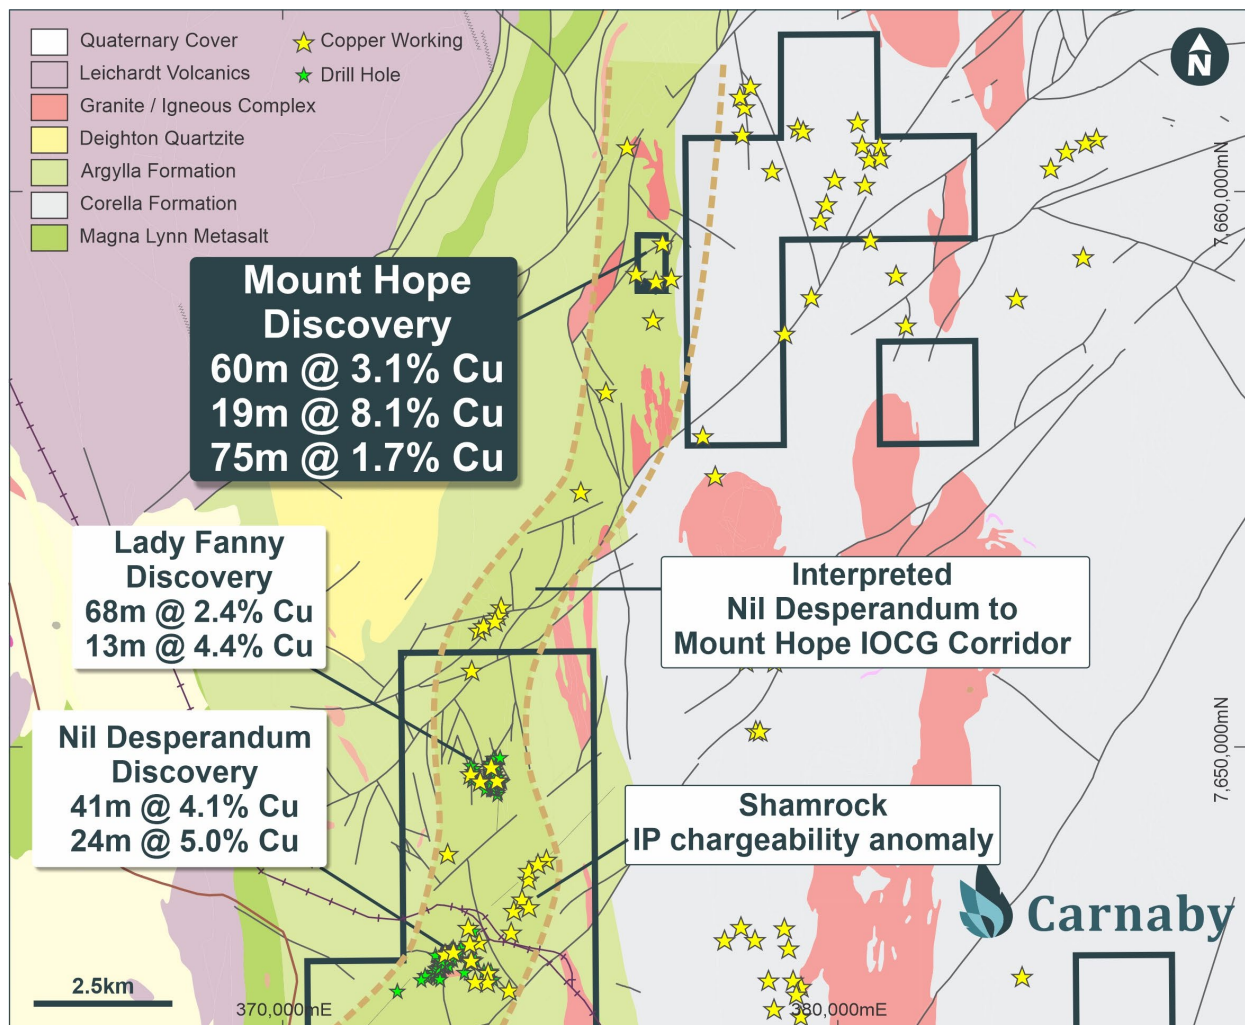 Quaternary Cover
Leichardt Volcanics
Granite / Igneous Complex
Deighton Quartzite
Argylla Formation
Corella Formation
Magna Lynn Metasalt
Copper Working
Drill Hole
N
7,660,000mN
Mount Hope
Discovery
60m @ 3.1% Cu
19m @ 8.1% Cu
75m @ 1.7% Cu
Lady Fanny
Discovery
68m @ 2.4% Cu
13m @ 4.4% Cu
Interpreted
Nil Desperandum to
Mount Hope IOCG Corridor
Nil Desperandum
Discovery
41m @ 4.1% Cu
24m @ 5.0% Cu
7,650,000mN
Shamrock
IP chargeability anomaly
Carnaby
2.5km
370,000mE
380,000mE